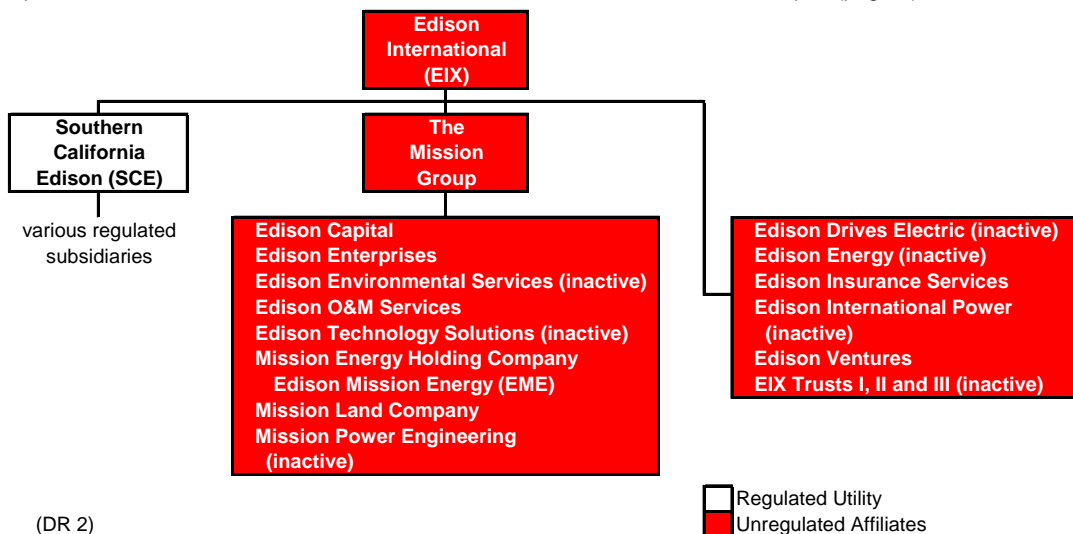 Edison
International
(EIX)
Southern
California
Edison (SCE)
The
Mission
Group
various regulated
subsidiaries
Edison Capital
Edison Enterprises
Edison Environmental Services (inactive)
Edison O&M Services
Edison Technology Solutions (inactive)
Mission Energy Holding Company
Edison Mission Energy (EME)
Mission Land Company
Mission Power Engineering
(inactive)
Edison Drives Electric (inactive)
Edison Energy (inactive)
Edison Insurance Services
Edison International Power
(inactive)
Edison Ventures
EIX Trusts I, II and III (inactive)
Regulated Utility
(DR 2)
Unregulated Affiliates